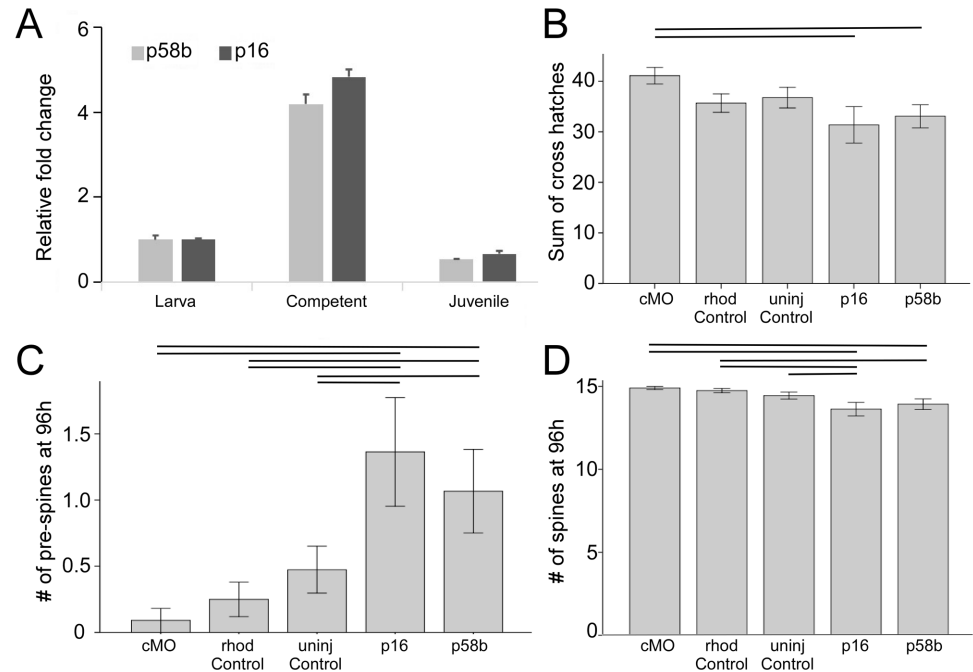 A
6
4
2
0
Relative fold change
p58b
p16
Larva
Competent
Juvenile
B
40
30
20
10
0
Sum of cross hatches
cMO
rhod
Control
uninj
Control
p16
p58b
C
1.5
1.0
0.5
0
# of pre-spines at 96h
cMO
rhod
Control
uninj
Control
p16
p58b
D
15
10
5
0
# of spines at 96h
cMO
rhod
Control
uninj
Control
p16
p58b